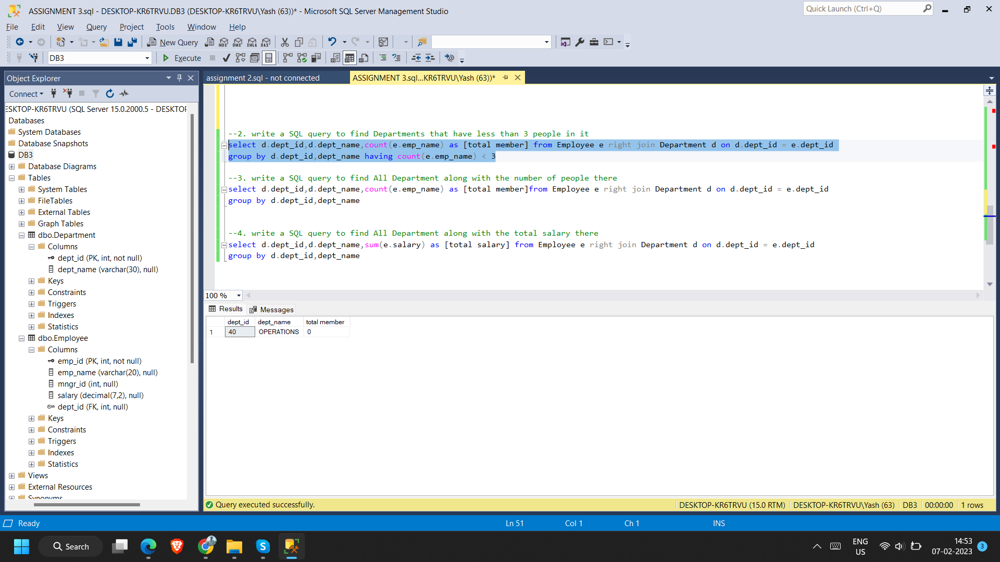 ASSIGNMENT 3.sql - DESKTOP-KR6TRVU.DB3 (DESKTOP-KR6TRVU\Yash (63))* - Microsoft SQL Server Management Studio
Quick Launch (Ctrl+Q)
File Edit View Query Project Tools Window Help
New Query MDX DMX XMLA DAX
DB3 Execute
Object Explorer
assignment 2.sql - not connected
ASSIGNMENT 3.sql...KR6TRVU\Yash (63))*
Connect
ESKTOP-KR6TRVU (SQL Server 15.0.2000.5 - DESKTOP
Databases
System Databases
Database Snapshots
DB3
Database Diagrams
Tables
System Tables
FileTables
External Tables
Graph Tables
dbo.Department
Columns
dept_id (PK, int, not null)
dept_name (varchar(30), null)
Keys
Constraints
Triggers
Indexes
Statistics
dbo.Employee
Columns
emp_id (PK, int, not null)
emp_name (varchar(20), null)
mngr_id (int, null)
salary (decimal(7,2), null)
dept_id (FK, int, null)
Keys
Constraints
Triggers
Indexes
Statistics
Views
External Resources
Synonyms
--2. write a SQL query to find Departments that have less than 3 people in it
select d.dept_id,d.dept_name,count(e.emp_name) as [total member] from Employee e right join Department d on d.dept_id = e.dept_id
group by d.dept_id,dept_name having count(e.emp_name) < 3
--3. write a SQL query to find All Department along with the number of people there
select d.dept_id,d.dept_name,count(e.emp_name) as [total member]from Employee e right join Department d on d.dept_id = e.dept_id
group by d.dept_id,dept_name
--4. write a SQL query to find All Department along with the total salary there
select d.dept_id,d.dept_name,sum(e.salary) as [total salary] from Employee e right join Department d on d.dept_id = e.dept_id
group by d.dept_id,dept_name
100 %
Results Messages
dept_id dept_name total member
1 40 OPERATIONS 0
Query executed successfully.
DESKTOP-KR6TRVU (15.0 RTM) DESKTOP-KR6TRVU\Yash (63) DB3 00:00:00 1 rows
Ready Ln 51 Col 1 Ch 1 INS
Search
ENG
US
14:53
07-02-2023
3